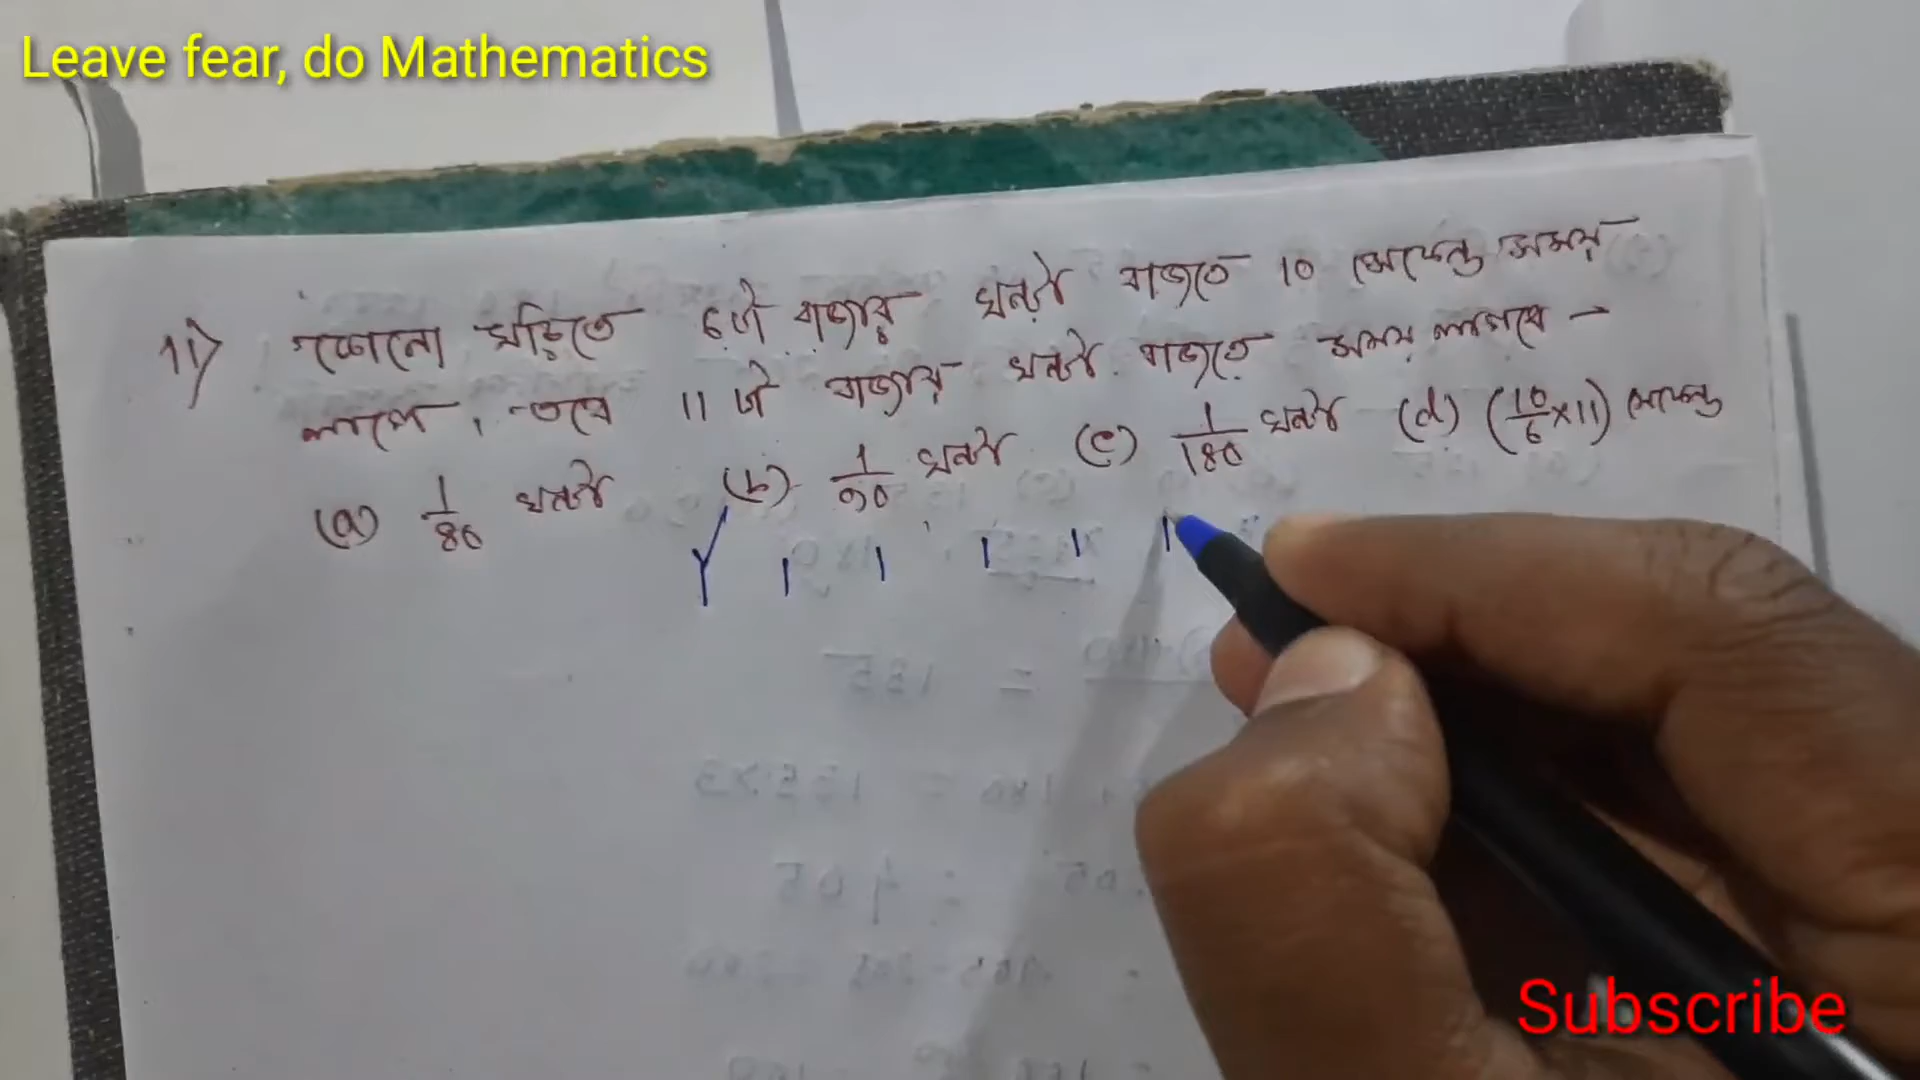 Leave fear, do Mathematics
11) কোনো ঘড়িতে 6 টা বাজার ঘন্টা বাজতে 10 সেকেন্ড সময়
লাগে, তবে 11 টা বাজার ঘন্টা বাজতে সময় লাগবে -
(a) 1/80 ঘন্টা (b) 1/90 ঘন্টা (c) 1/180 ঘন্টা (d) (10/6×11) সেকেন্ড
Subscribe